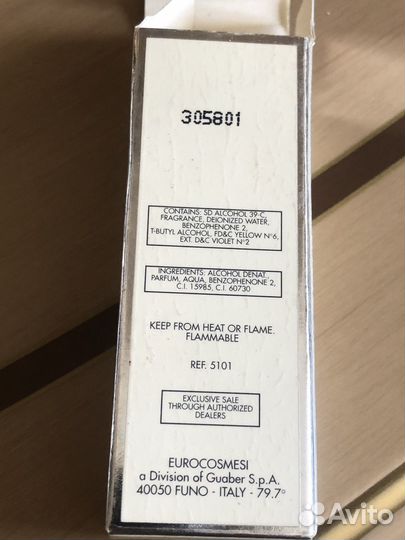 305801
CONTAINS: SD ALCOHOL 39-C,
FRAGRANCE, DEIONIZED WATER,
BENZOPHENONE 2,
T-BUTYL ALCOHOL, FD&C YELLOW N°6,
EXT. D&C VIOLET N°2
INGREDIENTS: ALCOHOL DENAT.,
PARFUM, AQUA, BENZOPHENONE 2,
C.I. 15985, C.I. 60730
KEEP FROM HEAT OR FLAME.
FLAMMABLE
REF. 5101
EXCLUSIVE SALE
THROUGH AUTHORIZED
DEALERS
EUROCOSMESI
a Division of Guaber S.p.A.
40050 FUNO - ITALY - 79.7°
Avito